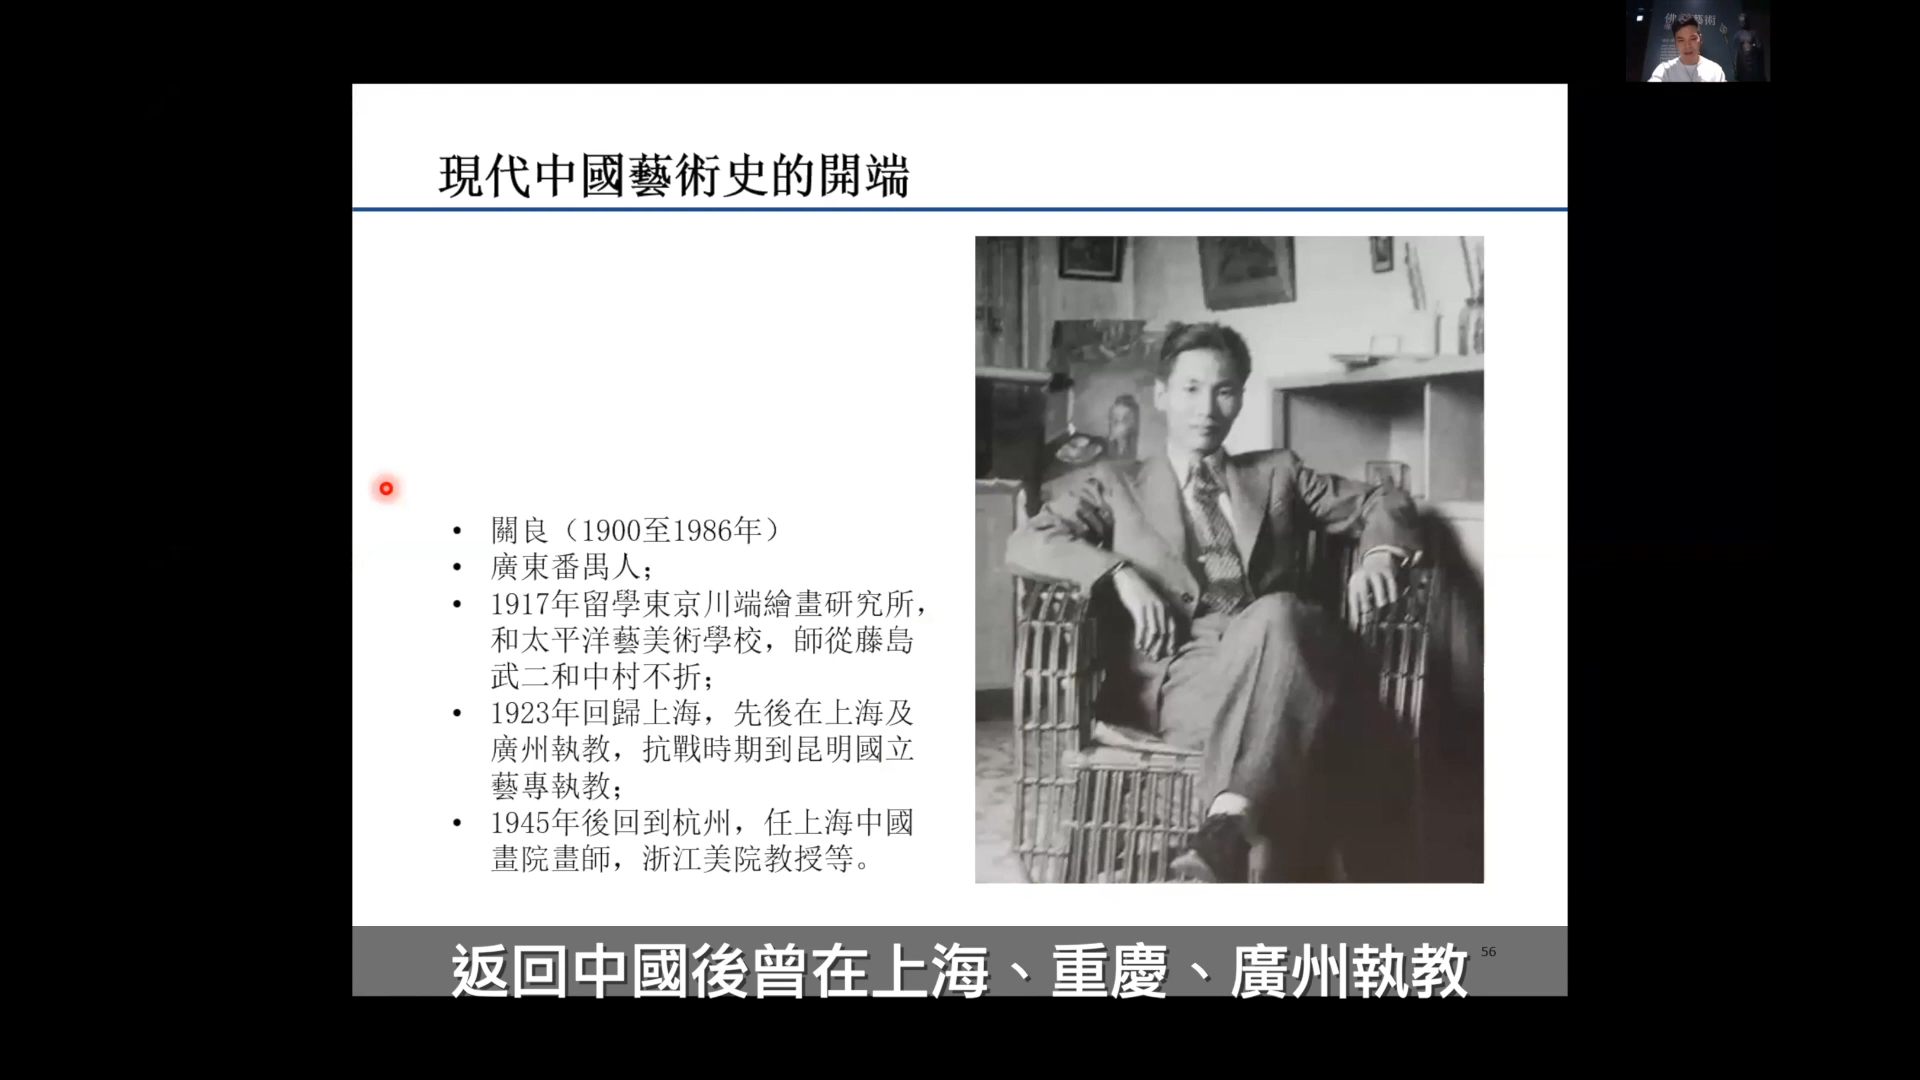 現代中國藝術史的開端
• 關良（1900至1986年）
• 廣東番禺人；
• 1917年留學東京川端繪畫研究所，
和太平洋藝美術學校，師從藤島
武二和中村不折；
• 1923年回歸上海，先後在上海及
廣州執教，抗戰時期到昆明國立
藝專執教；
• 1945年後回到杭州，任上海中國
畫院畫師，浙江美院教授等。
返回中國後曾在上海、重慶、廣州執教
56